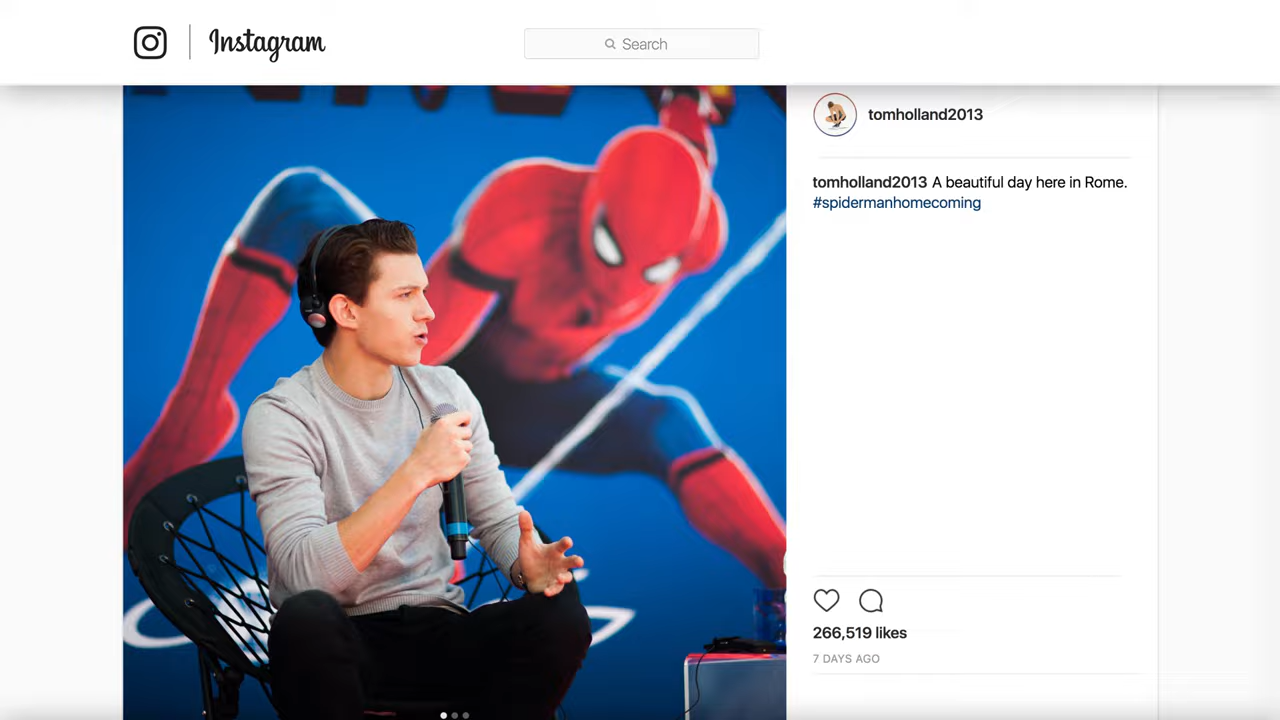 Instagram
Search
tomholland2013
tomholland2013 A beautiful day here in Rome.
#spidermanhomecoming
266,519 likes
7 DAYS AGO